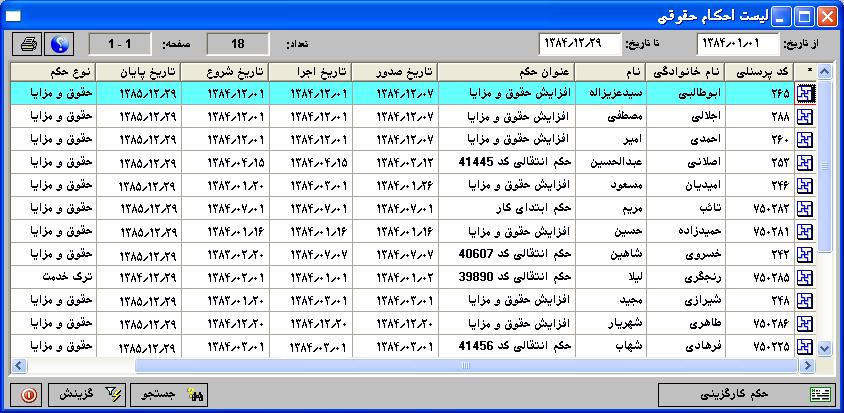 لیست احکام حقوقی
از تاریخ: ۱۳۸۴/۰۱/۰۱ تا تاریخ: ۱۳۸۴/۱۲/۲۹ تعداد: 18 صفحه: 1 - 1
* کد پرسنلی نام خانوادگی نام عنوان حکم تاریخ صدور تاریخ اجرا تاریخ شروع تاریخ پایان نوع حکم
۲۶۵ ابوطالبی سیدعزیزاله افزایش حقوق و مزایا ۱۳۸۴/۱۲/۰۷ ۱۳۸۴/۱۲/۰۱ ۱۳۸۴/۱۲/۰۱ ۱۳۸۵/۱۲/۲۹ حقوق و مزایا
۲۸۸ اجلالی مصطفی افزایش حقوق و مزایا ۱۳۸۴/۱۲/۰۷ ۱۳۸۴/۱۲/۰۱ ۱۳۸۴/۱۲/۰۱ ۱۳۸۵/۱۲/۲۹ حقوق و مزایا
۲۶۰ احمدی امیر افزایش حقوق و مزایا ۱۳۸۴/۱۲/۰۷ ۱۳۸۴/۱۲/۰۱ ۱۳۸۴/۱۲/۰۱ ۱۳۸۵/۱۲/۲۹ حقوق و مزایا
۲۵۳ اصلانی عبدالحسین حکم انتقالی کد 41445 ۱۳۸۴/۰۳/۱۲ ۱۳۸۴/۰۴/۱۵ ۱۳۸۴/۰۴/۱۵ ۱۳۸۵/۱۲/۲۹ حقوق و مزایا
۲۴۶ امیدیان مسعود افزایش حقوق و مزایا ۱۳۸۴/۰۱/۲۶ ۱۳۸۴/۰۳/۰۱ ۱۳۸۳/۰۱/۲۰ ۱۳۸۵/۱۲/۲۹ حقوق و مزایا
۷۵۰۲۸۲ تائب مریم حکم ابتدای کار ۱۳۸۴/۰۷/۰۱ ۱۳۸۴/۰۷/۰۱ ۱۳۸۴/۰۷/۰۱ ۱۳۸۵/۱۲/۲۹ حقوق و مزایا
۷۵۰۲۸۱ حمیدزاده حسین افزایش حقوق و مزایا ۱۳۸۴/۰۱/۱۶ ۱۳۸۴/۰۱/۱۶ ۱۳۸۴/۰۱/۱۶ ۱۳۸۵/۱۲/۲۹ حقوق و مزایا
۲۴۲ خسروی شاهین حکم انتقالی کد 40607 ۱۳۸۴/۰۷/۰۷ ۱۳۸۴/۰۷/۰۷ ۱۳۸۳/۰۲/۲۰ ۱۳۸۵/۱۲/۲۹ حقوق و مزایا
۷۵۰۲۸۵ رنجگری لیلا حکم انتقالی کد 39890 ۱۳۸۴/۰۱/۰۲ ۱۳۸۴/۰۳/۰۱ ۱۳۸۴/۰۳/۰۱ ۱۳۸۴/۱۲/۲۹ ترک خدمت
۲۴۸ شیرازی مجید افزایش حقوق و مزایا ۱۳۸۴/۰۳/۰۱ ۱۳۸۴/۰۳/۰۱ ۱۳۸۳/۰۱/۲۰ ۱۳۸۵/۱۲/۲۹ حقوق و مزایا
۷۵۰۲۸۶ طاهری شهریار افزایش حقوق و مزایا ۱۳۸۴/۱۲/۲۰ ۱۳۸۴/۱۲/۲۰ ۱۳۸۴/۱۲/۲۰ ۱۳۸۵/۱۲/۲۹ حقوق و مزایا
۷۵۰۲۲۵ فرهادی شهاب حکم انتقالی کد 41456 ۱۳۸۴/۰۳/۰۱ ۱۳۸۴/۰۳/۰۱ ۱۳۸۴/۰۳/۰۱ ۱۳۸۵/۱۲/۲۹ حقوق و مزایا
حکم کارگزینی جستجو گزینش